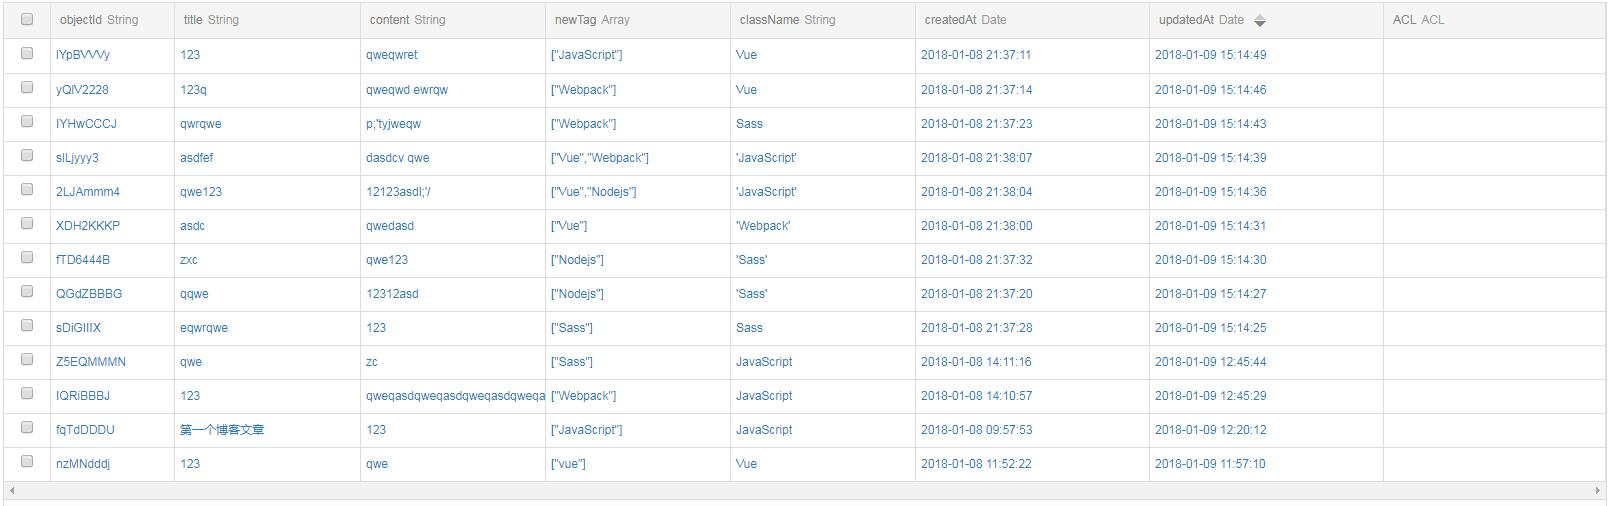 objectId String title String content String newTag Array className String createdAt Date updatedAt Date ACL ACL
lYpBVVVy 123 qweqwret ["JavaScript"] Vue 2018-01-08 21:37:11 2018-01-09 15:14:49
yQlV2228 123q qweqwd ewrqw ["Webpack"] Vue 2018-01-08 21:37:14 2018-01-09 15:14:46
IYHwCCCJ qwrqwe p;'tyjweqw ["Webpack"] Sass 2018-01-08 21:37:23 2018-01-09 15:14:43
slLjyyy3 asdfef dasdcv qwe ["Vue","Webpack"] 'JavaScript' 2018-01-08 21:38:07 2018-01-09 15:14:39
2LJAmmm4 qwe123 12123asdl;'/ ["Vue","Nodejs"] 'JavaScript' 2018-01-08 21:38:04 2018-01-09 15:14:36
XDH2KKKP asdc qwedasd ["Vue"] 'Webpack' 2018-01-08 21:38:00 2018-01-09 15:14:31
fTD6444B zxc qwe123 ["Nodejs"] 'Sass' 2018-01-08 21:37:32 2018-01-09 15:14:30
QGdZBBBG qqwe 12312asd ["Nodejs"] 'Sass' 2018-01-08 21:37:20 2018-01-09 15:14:27
sDiGIIIX eqwrqwe 123 ["Sass"] Sass 2018-01-08 21:37:28 2018-01-09 15:14:25
Z5EQMMMN qwe zc ["Sass"] JavaScript 2018-01-08 14:11:16 2018-01-09 12:45:44
IQRiBBBJ 123 qweqasdqweqasdqweqasdqweqa ["Webpack"] JavaScript 2018-01-08 14:10:57 2018-01-09 12:45:29
fqTdDDDU 第一个博客文章 123 ["JavaScript"] JavaScript 2018-01-08 09:57:53 2018-01-09 12:20:12
nzMNdddj 123 qwe ["vue"] Vue 2018-01-08 11:52:22 2018-01-09 11:57:10